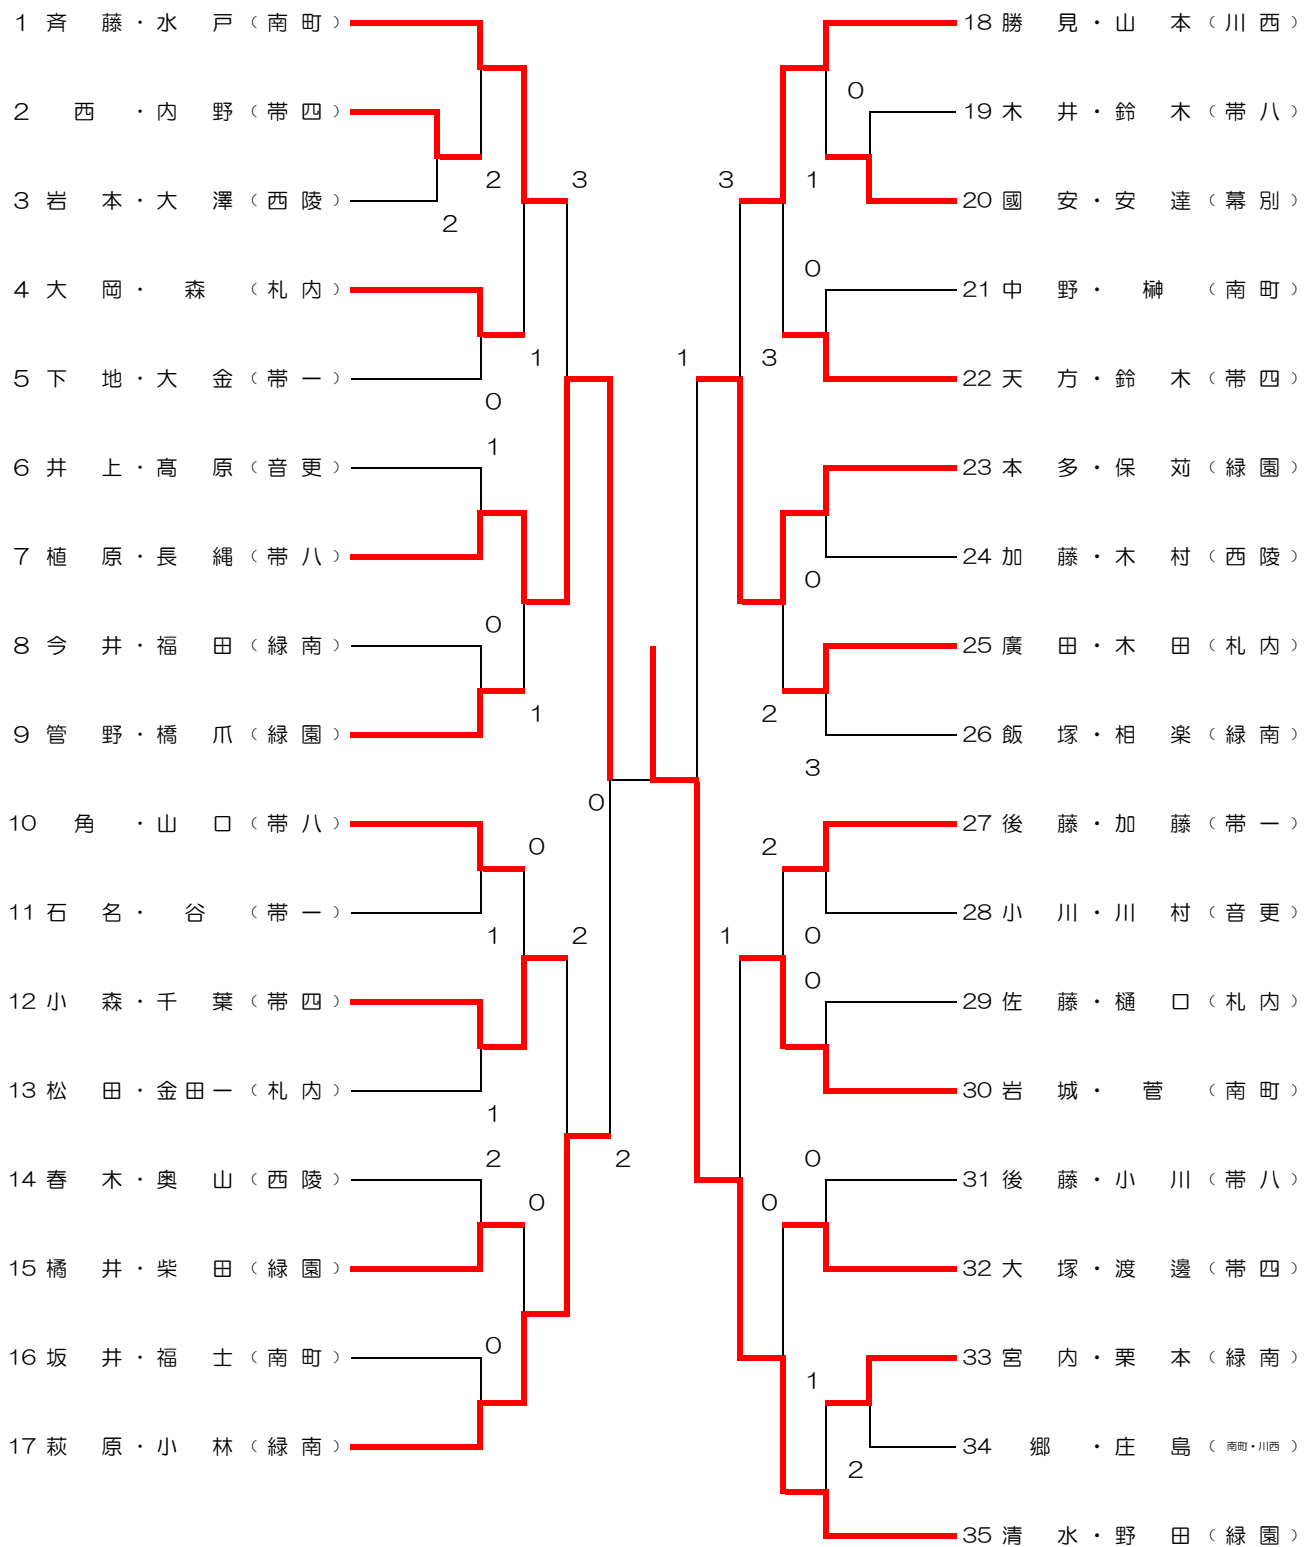 1 斉 藤・水 戸（南町）
2 西 ・内 野（帯四）
2
3 岩 本・大 澤（西陵）
2
3
4 大 岡・ 森 （札内）
1
5 下 地・大 金（帯一）
0
1
6 井 上・髙 原（音更）
7 植 原・長 縄（帯八）
0
8 今 井・福 田（緑南）
1
9 管 野・橋 爪（緑園）
0
10 角 ・山 口（帯八）
0
11 石 名・ 谷 （帯一）
1
2
12 小 森・千 葉（帯四）
13 松 田・金田一（札内）
1
2
2
14 春 木・奥 山（西陵）
0
15 橘 井・柴 田（緑園）
0
16 坂 井・福 士（南町）
17 萩 原・小 林（緑南）
18 勝 見・山 本（川西）
0
19 木 井・鈴 木（帯八）
3
1
20 國 安・安 達（幕別）
0
21 中 野・ 榊 （南町）
1
3
22 天 方・鈴 木（帯四）
23 本 多・保 苅（緑園）
24 加 藤・木 村（西陵）
0
25 廣 田・木 田（札内）
2
26 飯 塚・相 楽（緑南）
3
27 後 藤・加 藤（帯一）
2
28 小 川・川 村（音更）
1
0
0
29 佐 藤・樋 口（札内）
30 岩 城・ 菅 （南町）
0
31 後 藤・小 川（帯八）
0
32 大 塚・渡 邊（帯四）
33 宮 内・栗 本（緑南）
1
34 郷 ・庄 島（南町・川西）
2
35 清 水・野 田（緑園）